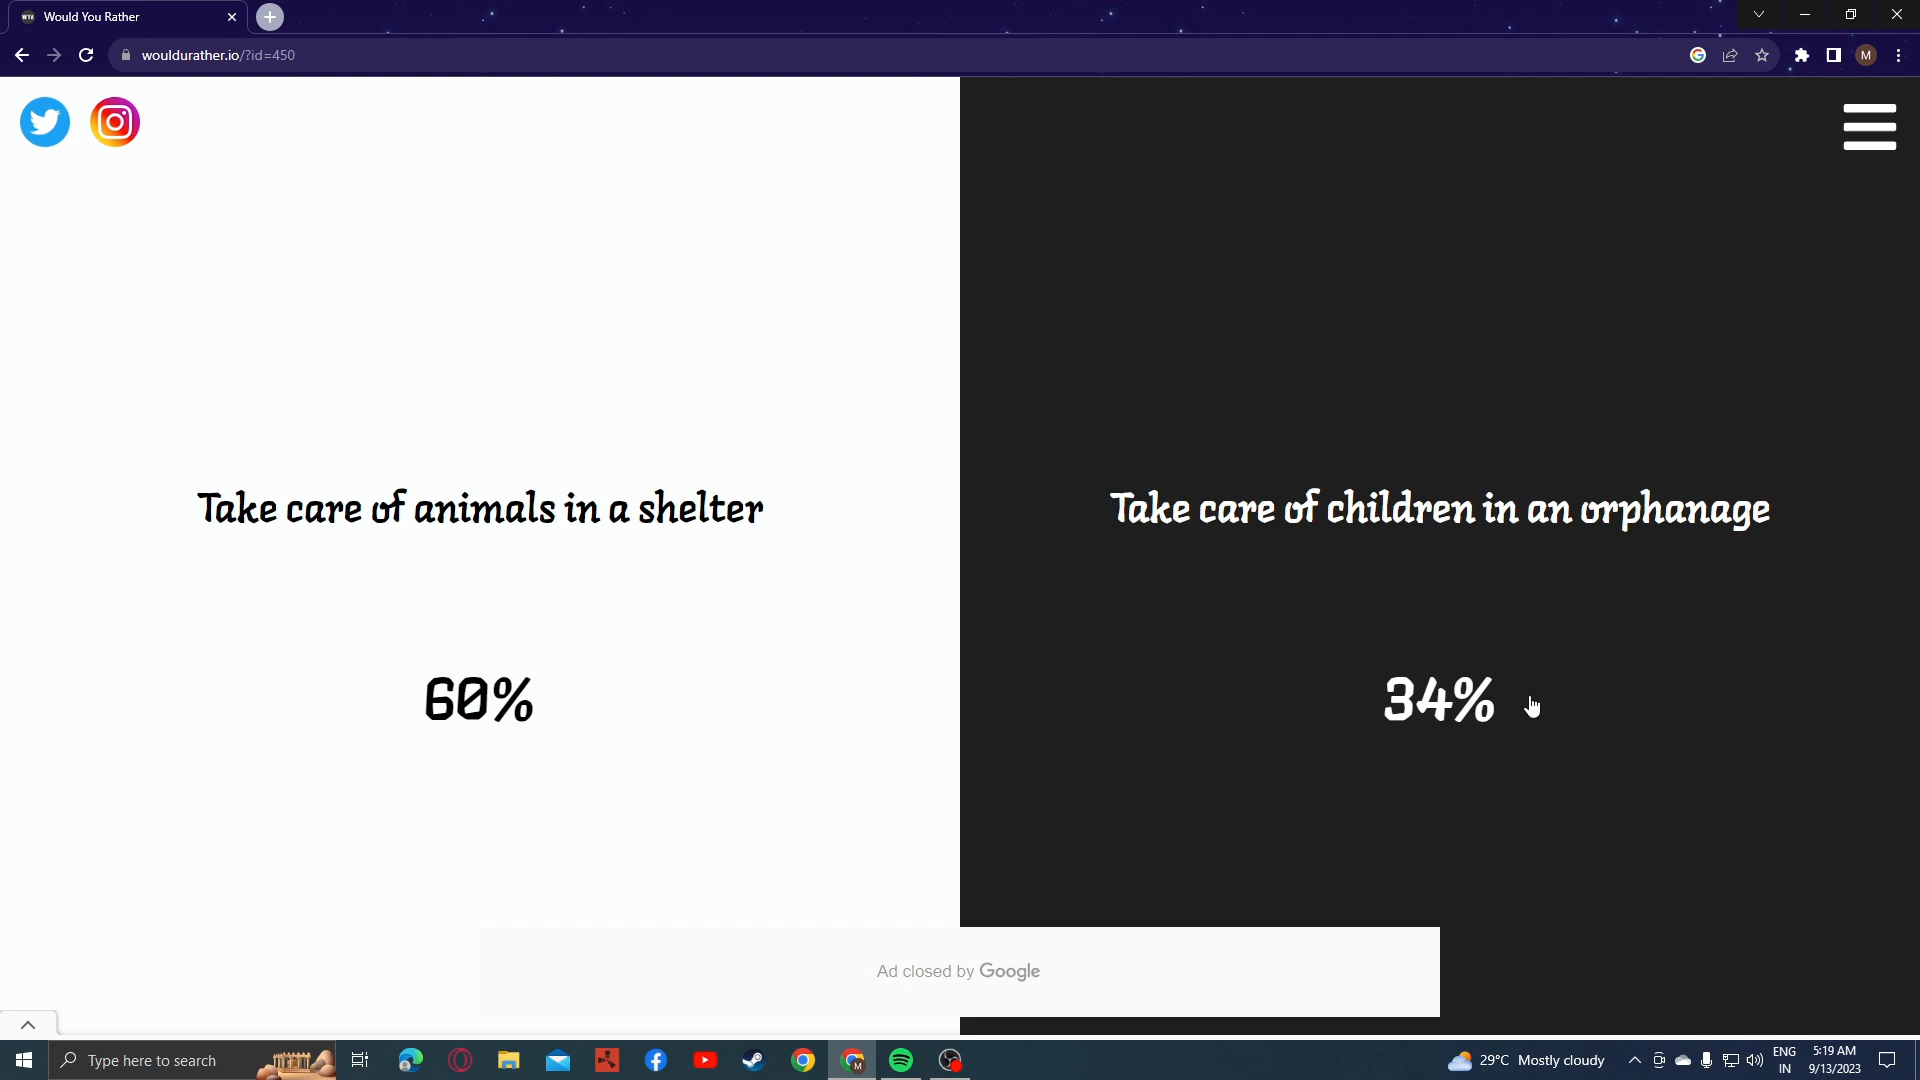 Would You Rather
wouldurather.io/?id=450
M
Take care of animals in a shelter
Take care of children in an orphanage
60%
34%
Ad closed by Google
Type here to search
M
29°C Mostly cloudy
ENG
IN
5:19 AM
9/13/2023